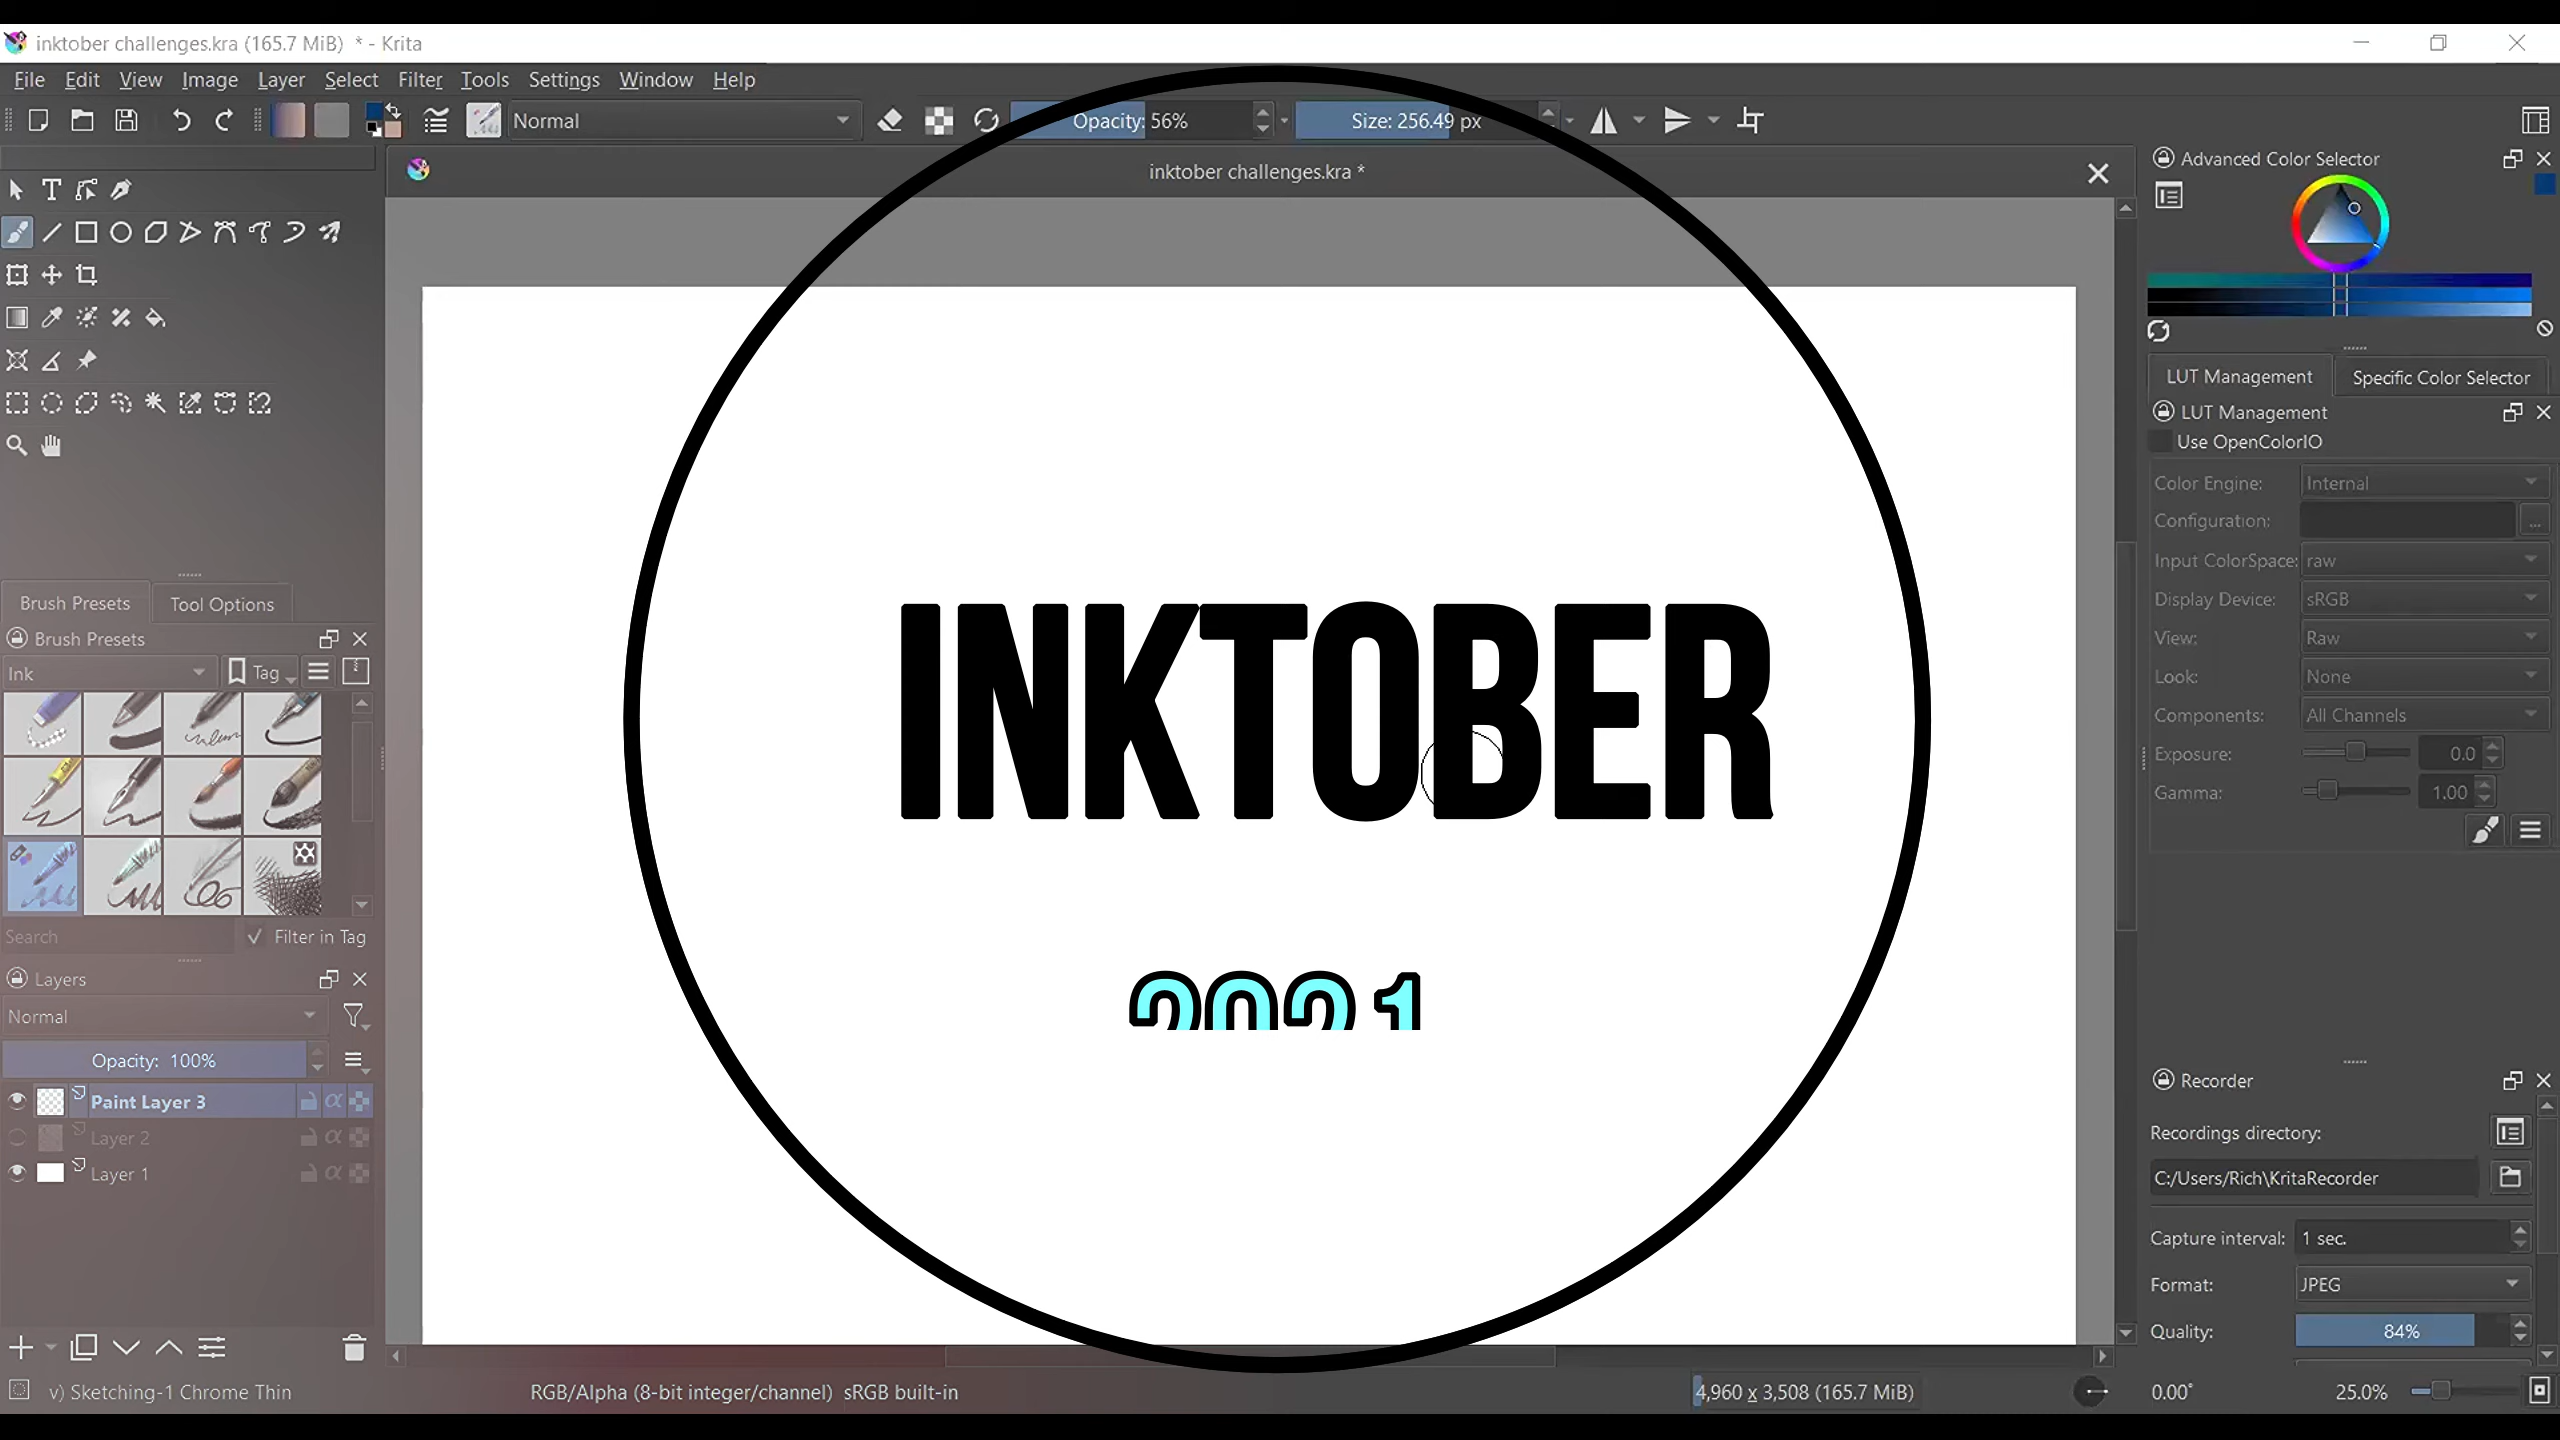 inktober challenges.kra (165.7 MiB) * - Krita
File Edit View Image Layer Select Filter Tools Settings Window Help
Normal Opacity: 56% Size: 256.49 px
inktober challenges.kra *
INKTOBER
2021
Brush Presets Tool Options
Brush Presets
Ink Tag
Search Filter in Tag
Layers
Normal
Opacity: 100%
Paint Layer 3
Layer 2
Layer 1
Advanced Color Selector
LUT Management Specific Color Selector
LUT Management
Use OpenColorIO
Color Engine: Internal
Configuration: ...
Input ColorSpace: raw
Display Device: sRGB
View: Raw
Look: None
Components: All Channels
Exposure: 0.0
Gamma: 1.00
Recorder
Recordings directory:
C:/Users/Rich\KritaRecorder
Capture interval: 1 sec.
Format: JPEG
Quality: 84%
v) Sketching-1 Chrome Thin RGB/Alpha (8-bit integer/channel) sRGB built-in 4,960 x 3,508 (165.7 MiB) 0.00° 25.0%